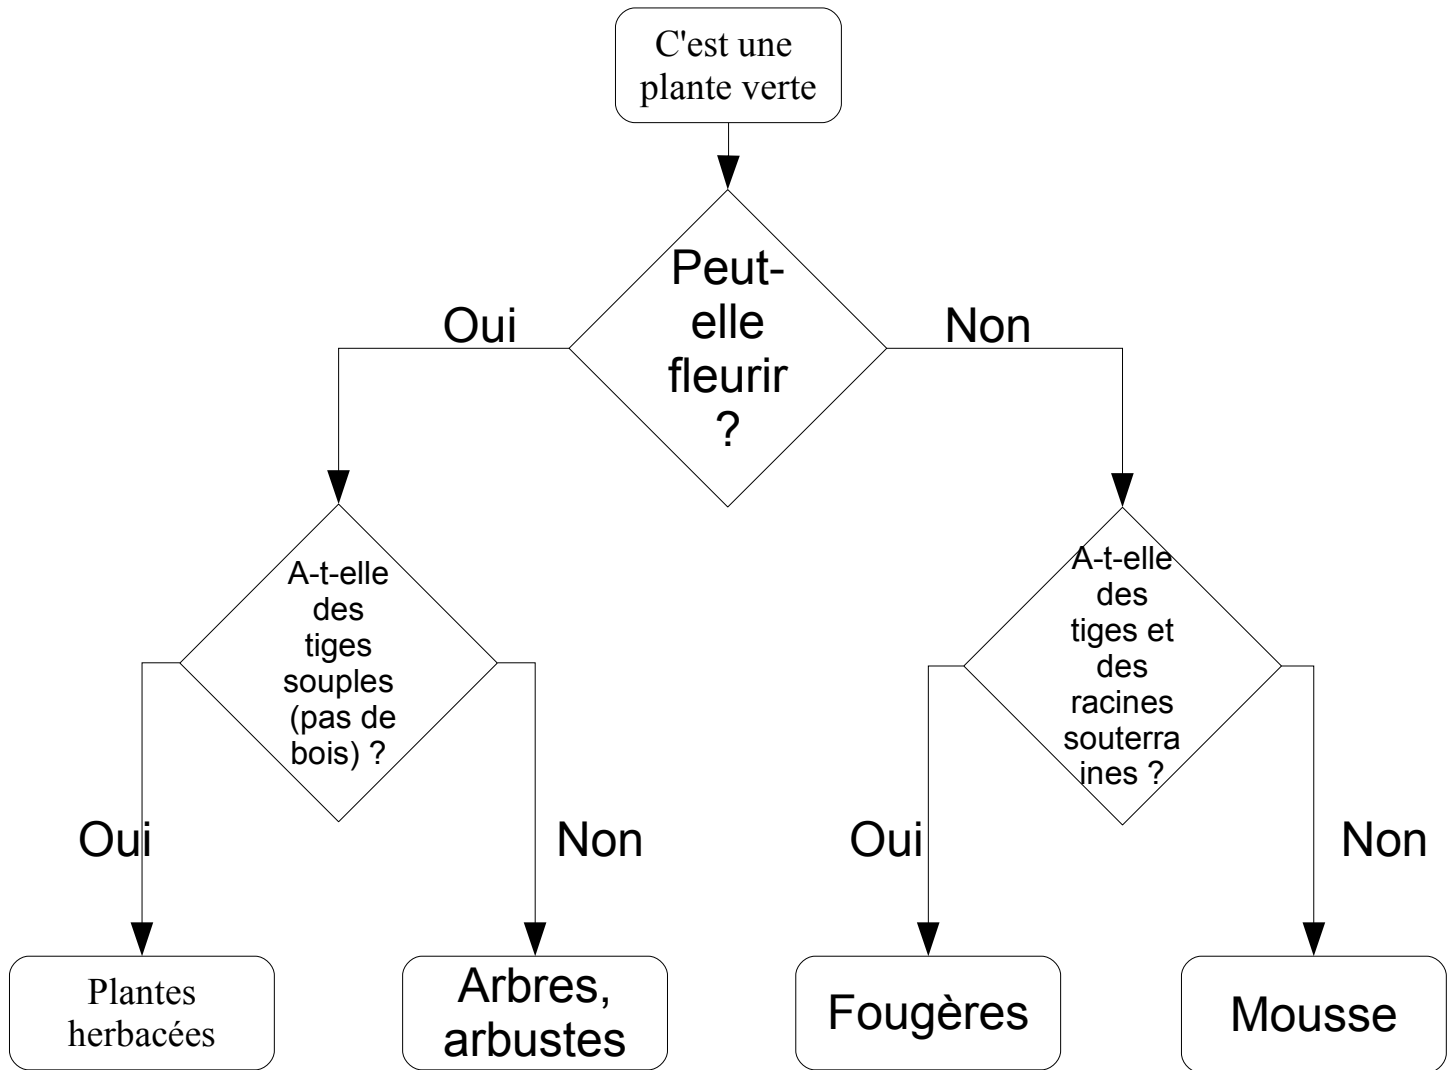 C'est une
plante verte
Peut-
elle
fleurir
?
Oui
Non
A-t-elle
des
tiges
souples
(pas de
bois) ?
A-t-elle
des
tiges et
des
racines
souterra
ines ?
Oui
Non
Oui
Non
Plantes
herbacées
Arbres,
arbustes
Fougères
Mousse